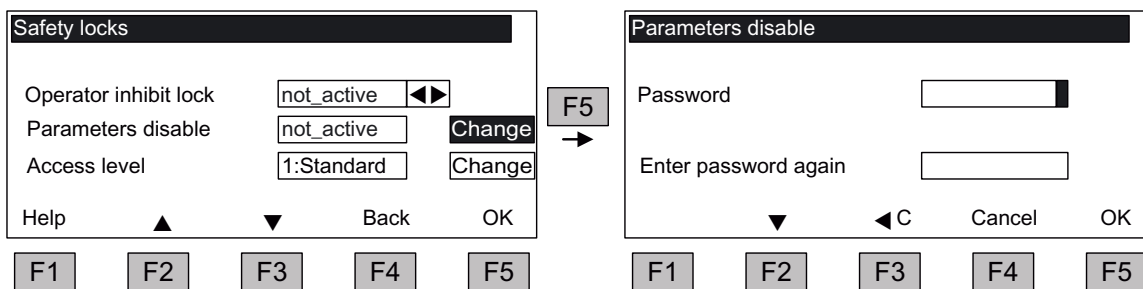 Safety locks
Operator inhibit lock not_active ◀▶
Parameters disable not_active Change
Access level 1:Standard Change
Help ▲ ▼ Back OK
F1 F2 F3 F4 F5
F5
→
Parameters disable
Password
Enter password again
▼ ◀C Cancel OK
F1 F2 F3 F4 F5